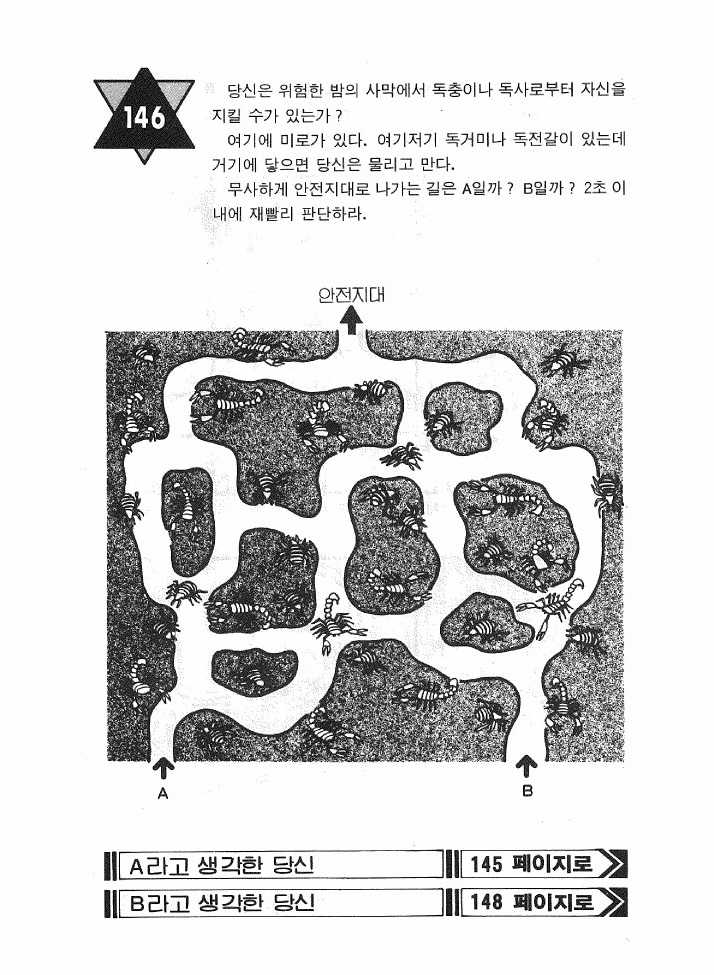 146
당신은 위험한 밤의 사막에서 독충이나 독사로부터 자신을
지킬 수가 있는가?
여기에 미로가 있다. 여기저기 독거미나 독전갈이 있는데
거기에 닿으면 당신은 물리고 만다.
무사하게 안전지대로 나가는 길은 A일까? B일까? 2초 이
내에 재빨리 판단하라.
안전지대
A
B
A라고 생각한 당신
145 페이지로
B라고 생각한 당신
148 페이지로